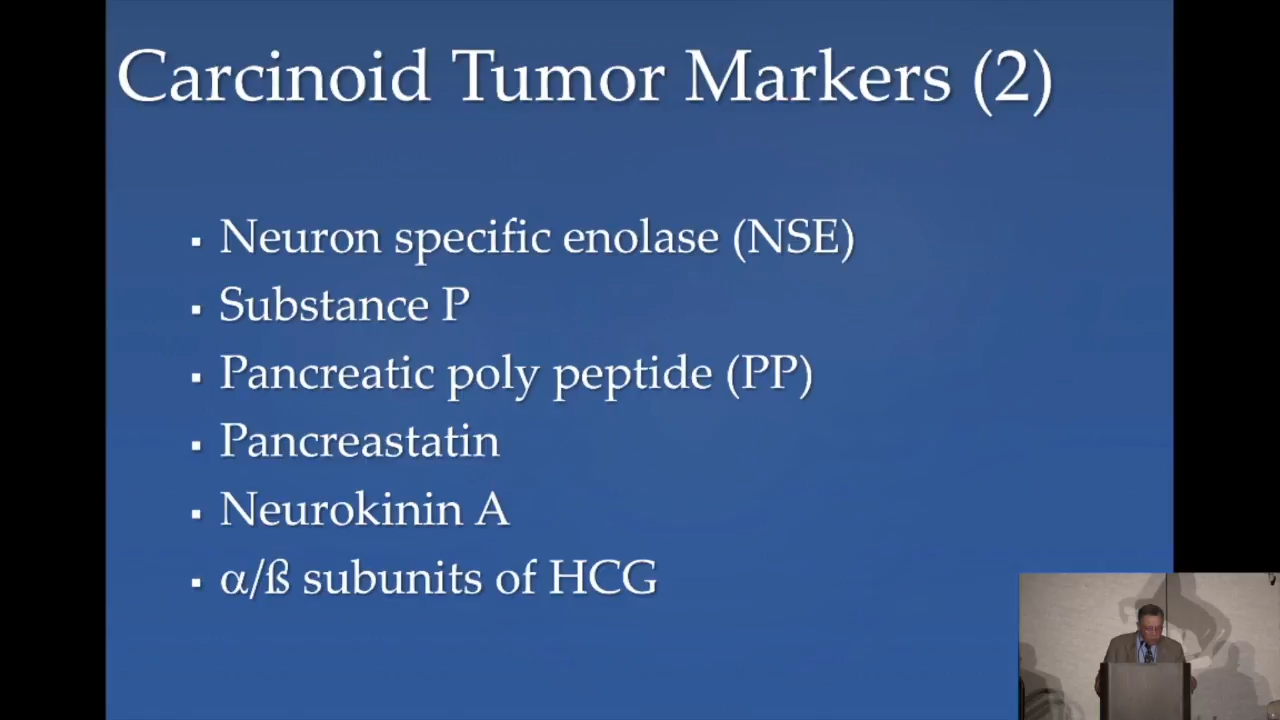 Carcinoid Tumor Markers (2)
▪ Neuron specific enolase (NSE)
▪ Substance P
▪ Pancreatic poly peptide (PP)
▪ Pancreastatin
▪ Neurokinin A
▪ α/ß subunits of HCG